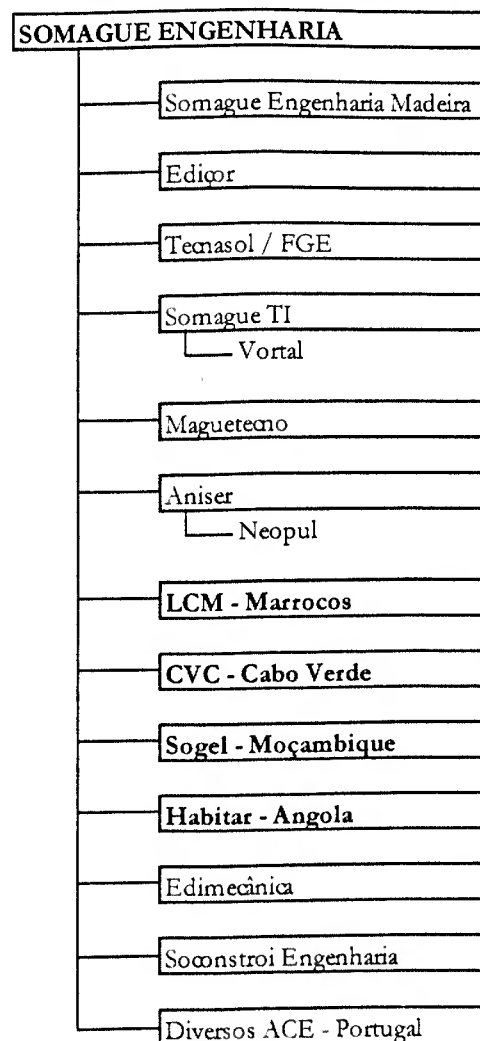 SOMAGUE ENGENHARIA
Somague Engenharia Madeira
Ediçor
Tecnasol / FGE
Somague TI
Vortal
Maguetecno
Aniser
Neopul
LCM - Marrocos
CVC - Cabo Verde
Sogel - Moçambique
Habitar - Angola
Edimecânica
Soconstroi Engenharia
Diversos ACE - Portugal